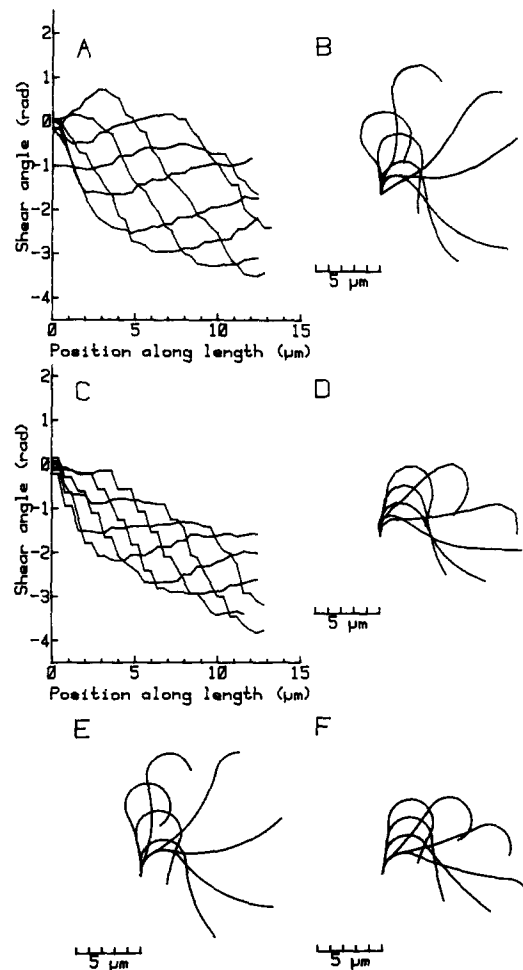 A
B
2
1
0
-1
-2
-3
-4
Shear angle (rad)
0 5 10 15
Position along length (μm)
5 μm
C
D
2
1
0
-1
-2
-3
-4
Shear angle (rad)
0 5 10 15
Position along length (μm)
5 μm
E
F
5 μm
5 μm